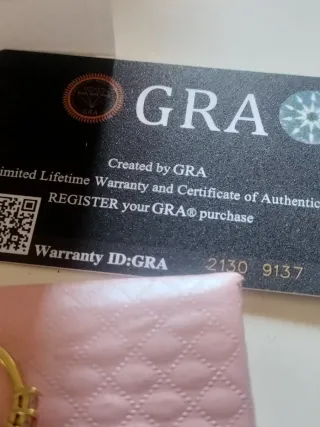 GRA
Created by GRA
Limited Lifetime Warranty and Certificate of Authentic
REGISTER your GRA® purchase
Warranty ID:GRA 2130 9137